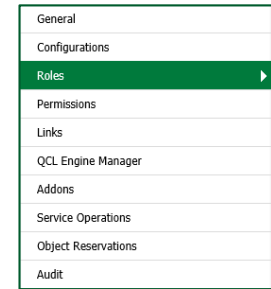 General
Configurations
Roles
Permissions
Links
QCL Engine Manager
Addons
Service Operations
Object Reservations
Audit